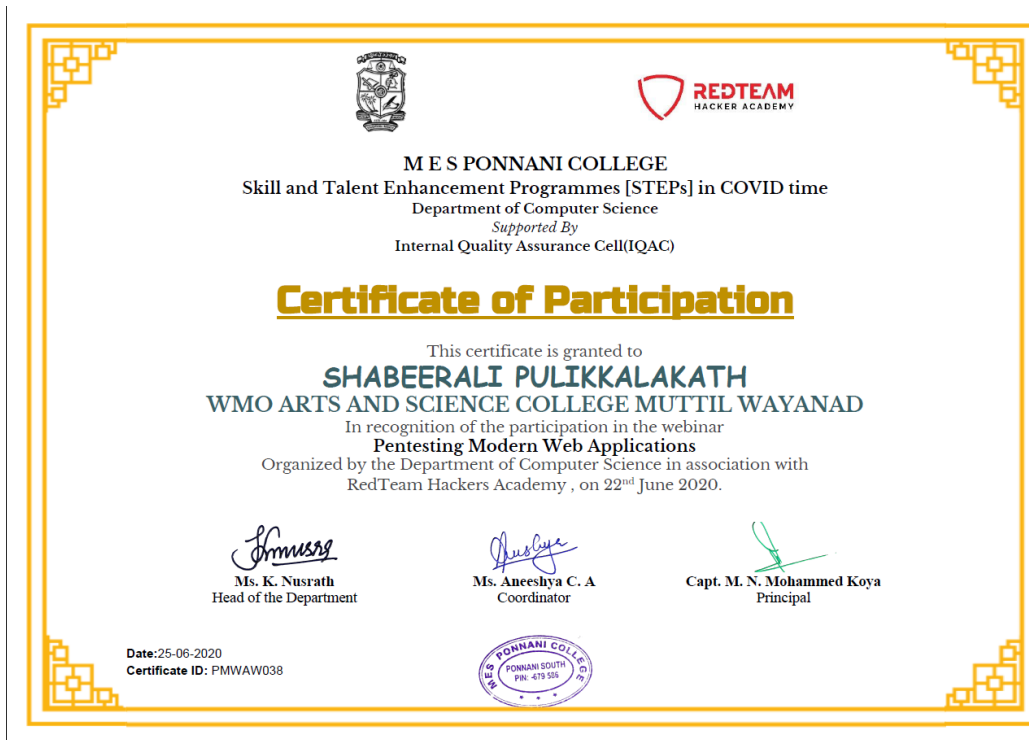 REDTEAM
HACKER ACADEMY
M E S PONNANI COLLEGE
Skill and Talent Enhancement Programmes [STEPs] in COVID time
Department of Computer Science
Supported By
Internal Quality Assurance Cell(IQAC)
Certificate of Participation
This certificate is granted to
SHABEERALI PULIKKALAKATH
WMO ARTS AND SCIENCE COLLEGE MUTTIL WAYANAD
In recognition of the participation in the webinar
Pentesting Modern Web Applications
Organized by the Department of Computer Science in association with
RedTeam Hackers Academy , on 22nd June 2020.
Ms. K. Nusrath
Head of the Department
Ms. Aneeshya C. A
Coordinator
Capt. M. N. Mohammed Koya
Principal
Date:25-06-2020
Certificate ID: PMWAW038
MES PONNANI COLLEGE
PONNANI SOUTH
PIN: -679 586